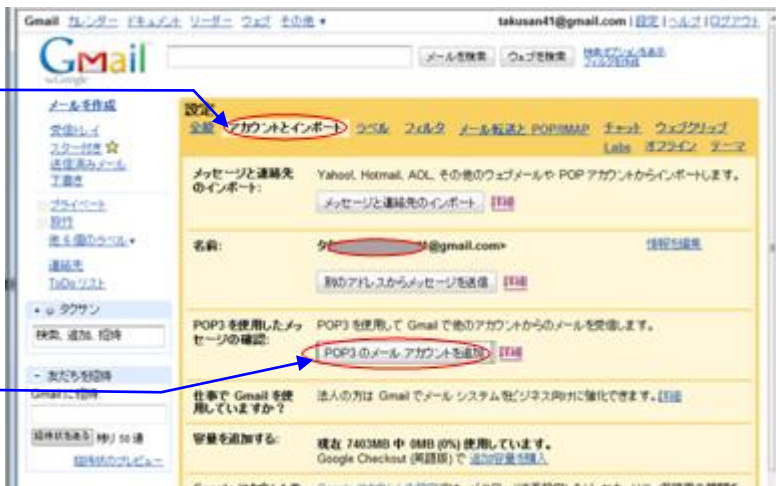 Gmail カレンダー ドキュメント リーダー ウェブ その他 ▼ takusan41@gmail.com | 設定 | ヘルプ | ログアウト
Gmail
by Google
メールを検索 ウェブ検索 検索オプションを表示
フィルタを作成
メールを作成
受信トレイ
スター付き
送信済みメール
下書き
プライベート
旅行
他 6 個のラベル ▼
連絡先
ToDo リスト
タクサン
検索、追加、招待
友だちを招待
Gmail に招待:
招待状を送る 残り 50 通
招待状のプレビュー
設定
全般 アカウントとインポート ラベル フィルタ メール転送と POP/IMAP チャット ウェブクリップ
Labs オフライン テーマ
メッセージと連絡先のインポート: Yahoo!, Hotmail, AOL, その他のウェブメールや POP アカウントからインポートします。
メッセージと連絡先のインポート 詳細
名前: @gmail.com> 情報を編集
別のアドレスからメッセージを送信 詳細
POP3 を使用したメッセージの確認: POP3 を使用して Gmail で他のアカウントからのメールを受信します。
POP3 のメール アカウントを追加 詳細
仕事で Gmail を使用していますか？ 法人の方は Gmail でメール システムをビジネス向けに強化できます。詳細
容量を追加する: 現在 7403MB 中 0MB (0%) 使用しています。
Google Checkout (英語版) で 追加容量を購入